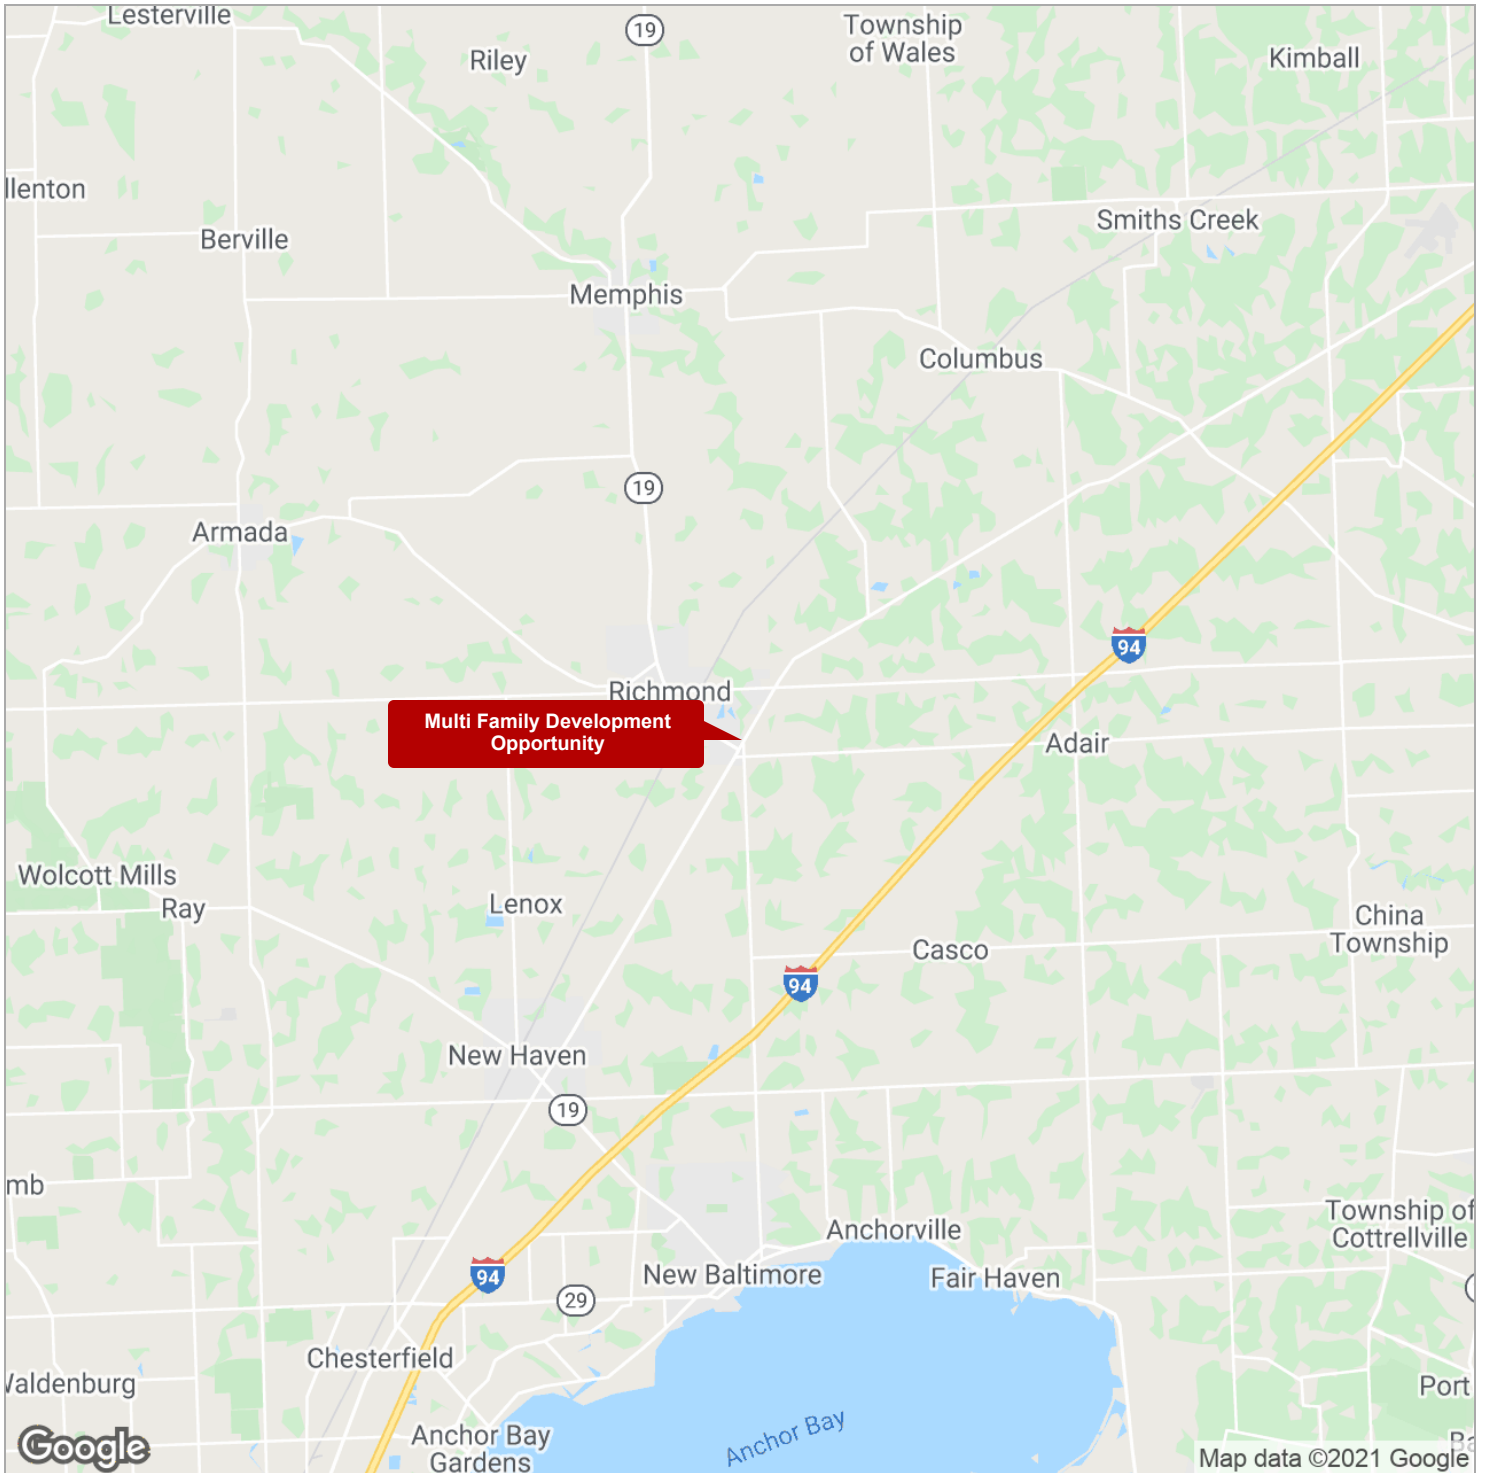 Lesterville
19
Township
of Wales
Riley
Kimball
llenton
Smiths Creek
Berville
Memphis
Columbus
19
Armada
94
Richmond
Multi Family Development
Opportunity
Adair
Wolcott Mills
Ray
Lenox
China
Township
Casco
94
New Haven
19
mb
Township of
Cottrellville
Anchorville
New Baltimore
Fair Haven
94
29
Chesterfield
Waldenburg
Port
Anchor Bay
Gardens
Anchor Bay
Ba
Google
Map data ©2021 Google